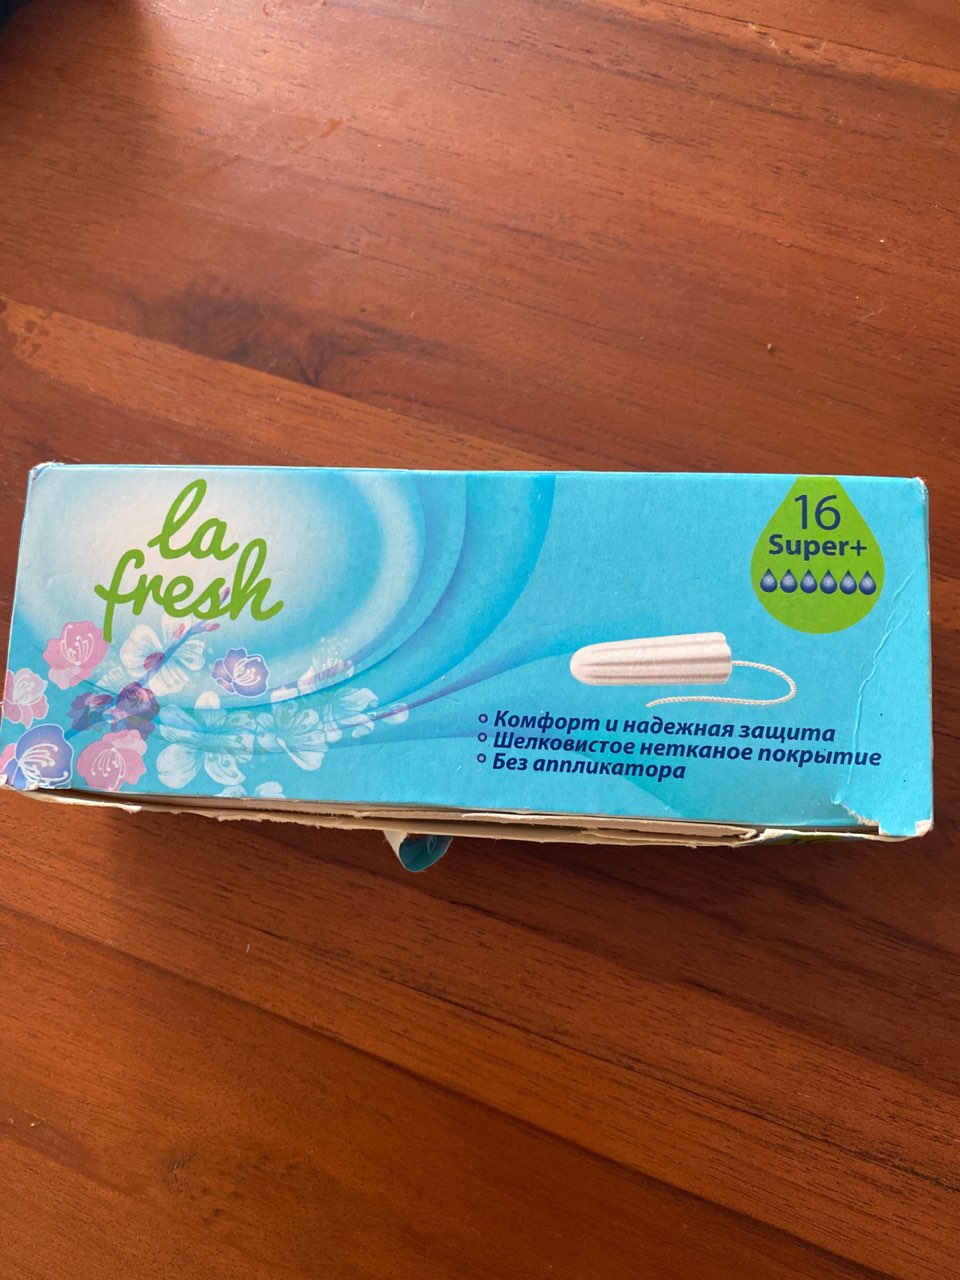 la
fresh
16
Super+
Комфорт и надежная защита
Шелковистое нетканое покрытие
Без аппликатора